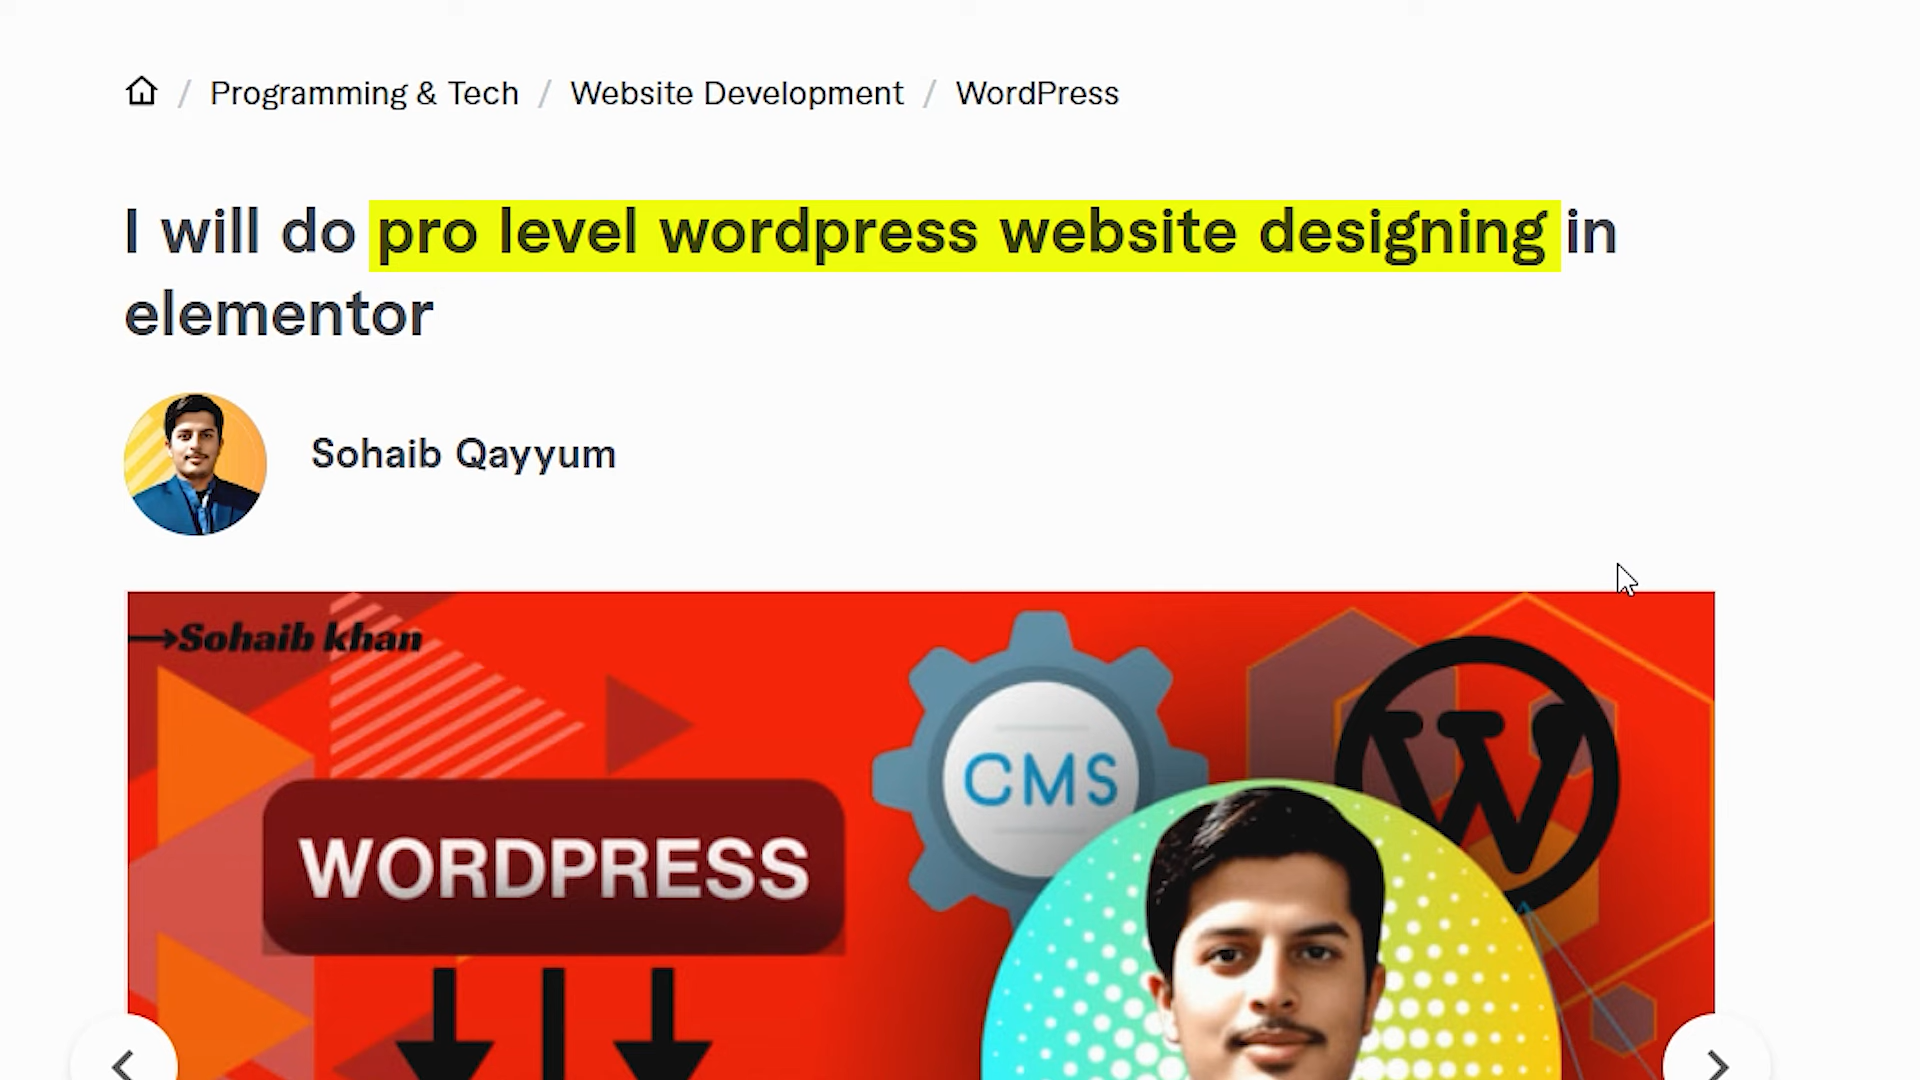 / Programming & Tech / Website Development / WordPress
I will do pro level wordpress website designing in
elementor
Sohaib Qayyum
Sohaib khan
CMS
W
WORDPRESS